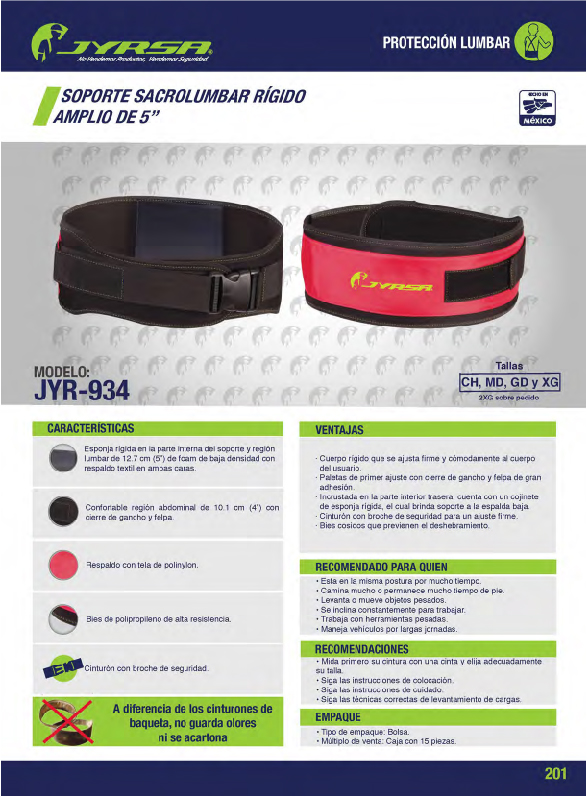 JYRSA®
No Vendemos Productos, Vendemos Seguridad
PROTECCIÓN LUMBAR
SOPORTE SACROLUMBAR RÍGIDO
AMPLIO DE 5”
HECHO EN
MÉXICO
JYRSA
MODELO:
JYR-934
Tallas
CH, MD, GD y XG
2XG sobre pedido
CARACTERÍSTICAS
Esponja rígida en la parte interna del soporte y región
lumbar de 12.7 cm (5") de foam de baja densidad con
respaldo textil en ambas caras.
Confortable región abdominal de 10.1 cm (4") con
cierre de gancho y felpa.
Respaldo con tela de polinylon.
Bies de polipropileno de alta resistencia.
Cinturón con broche de seguridad.
A diferencia de los cinturones de
baqueta, no guarda olores
ni se acartona
VENTAJAS
· Cuerpo rígido que se ajusta firme y cómodamente al cuerpo
del usuario.
· Paletas de primer ajuste con cierre de gancho y felpa de gran
adhesión.
· Incrustada en la parte interior trasera cuenta con un cojinete
de esponja rígida, el cual brinda soporte a la espalda baja.
· Cinturón con broche de seguridad para un ajuste firme.
· Bies cosicos que previenen el deshebramiento.
RECOMENDADO PARA QUIEN
• Esta en la misma postura por mucho tiempo.
• Camina mucho o permanece mucho tiempo de pie.
• Levanta o mueve objetos pesados.
• Se inclina constantemente para trabajar.
• Trabaja con herramientas pesadas.
• Maneja vehículos por largas jornadas.
RECOMENDACIONES
• Mida primero su cintura con una cinta y elija adecuadamente
su talla.
• Siga las instrucciones de colocación.
• Siga las instrucciones de cuidado.
• Siga las técnicas correctas de levantamiento de cargas.
EMPAQUE
• Tipo de empaque: Bolsa.
• Múltiplo de venta: Caja con 15 piezas.
201